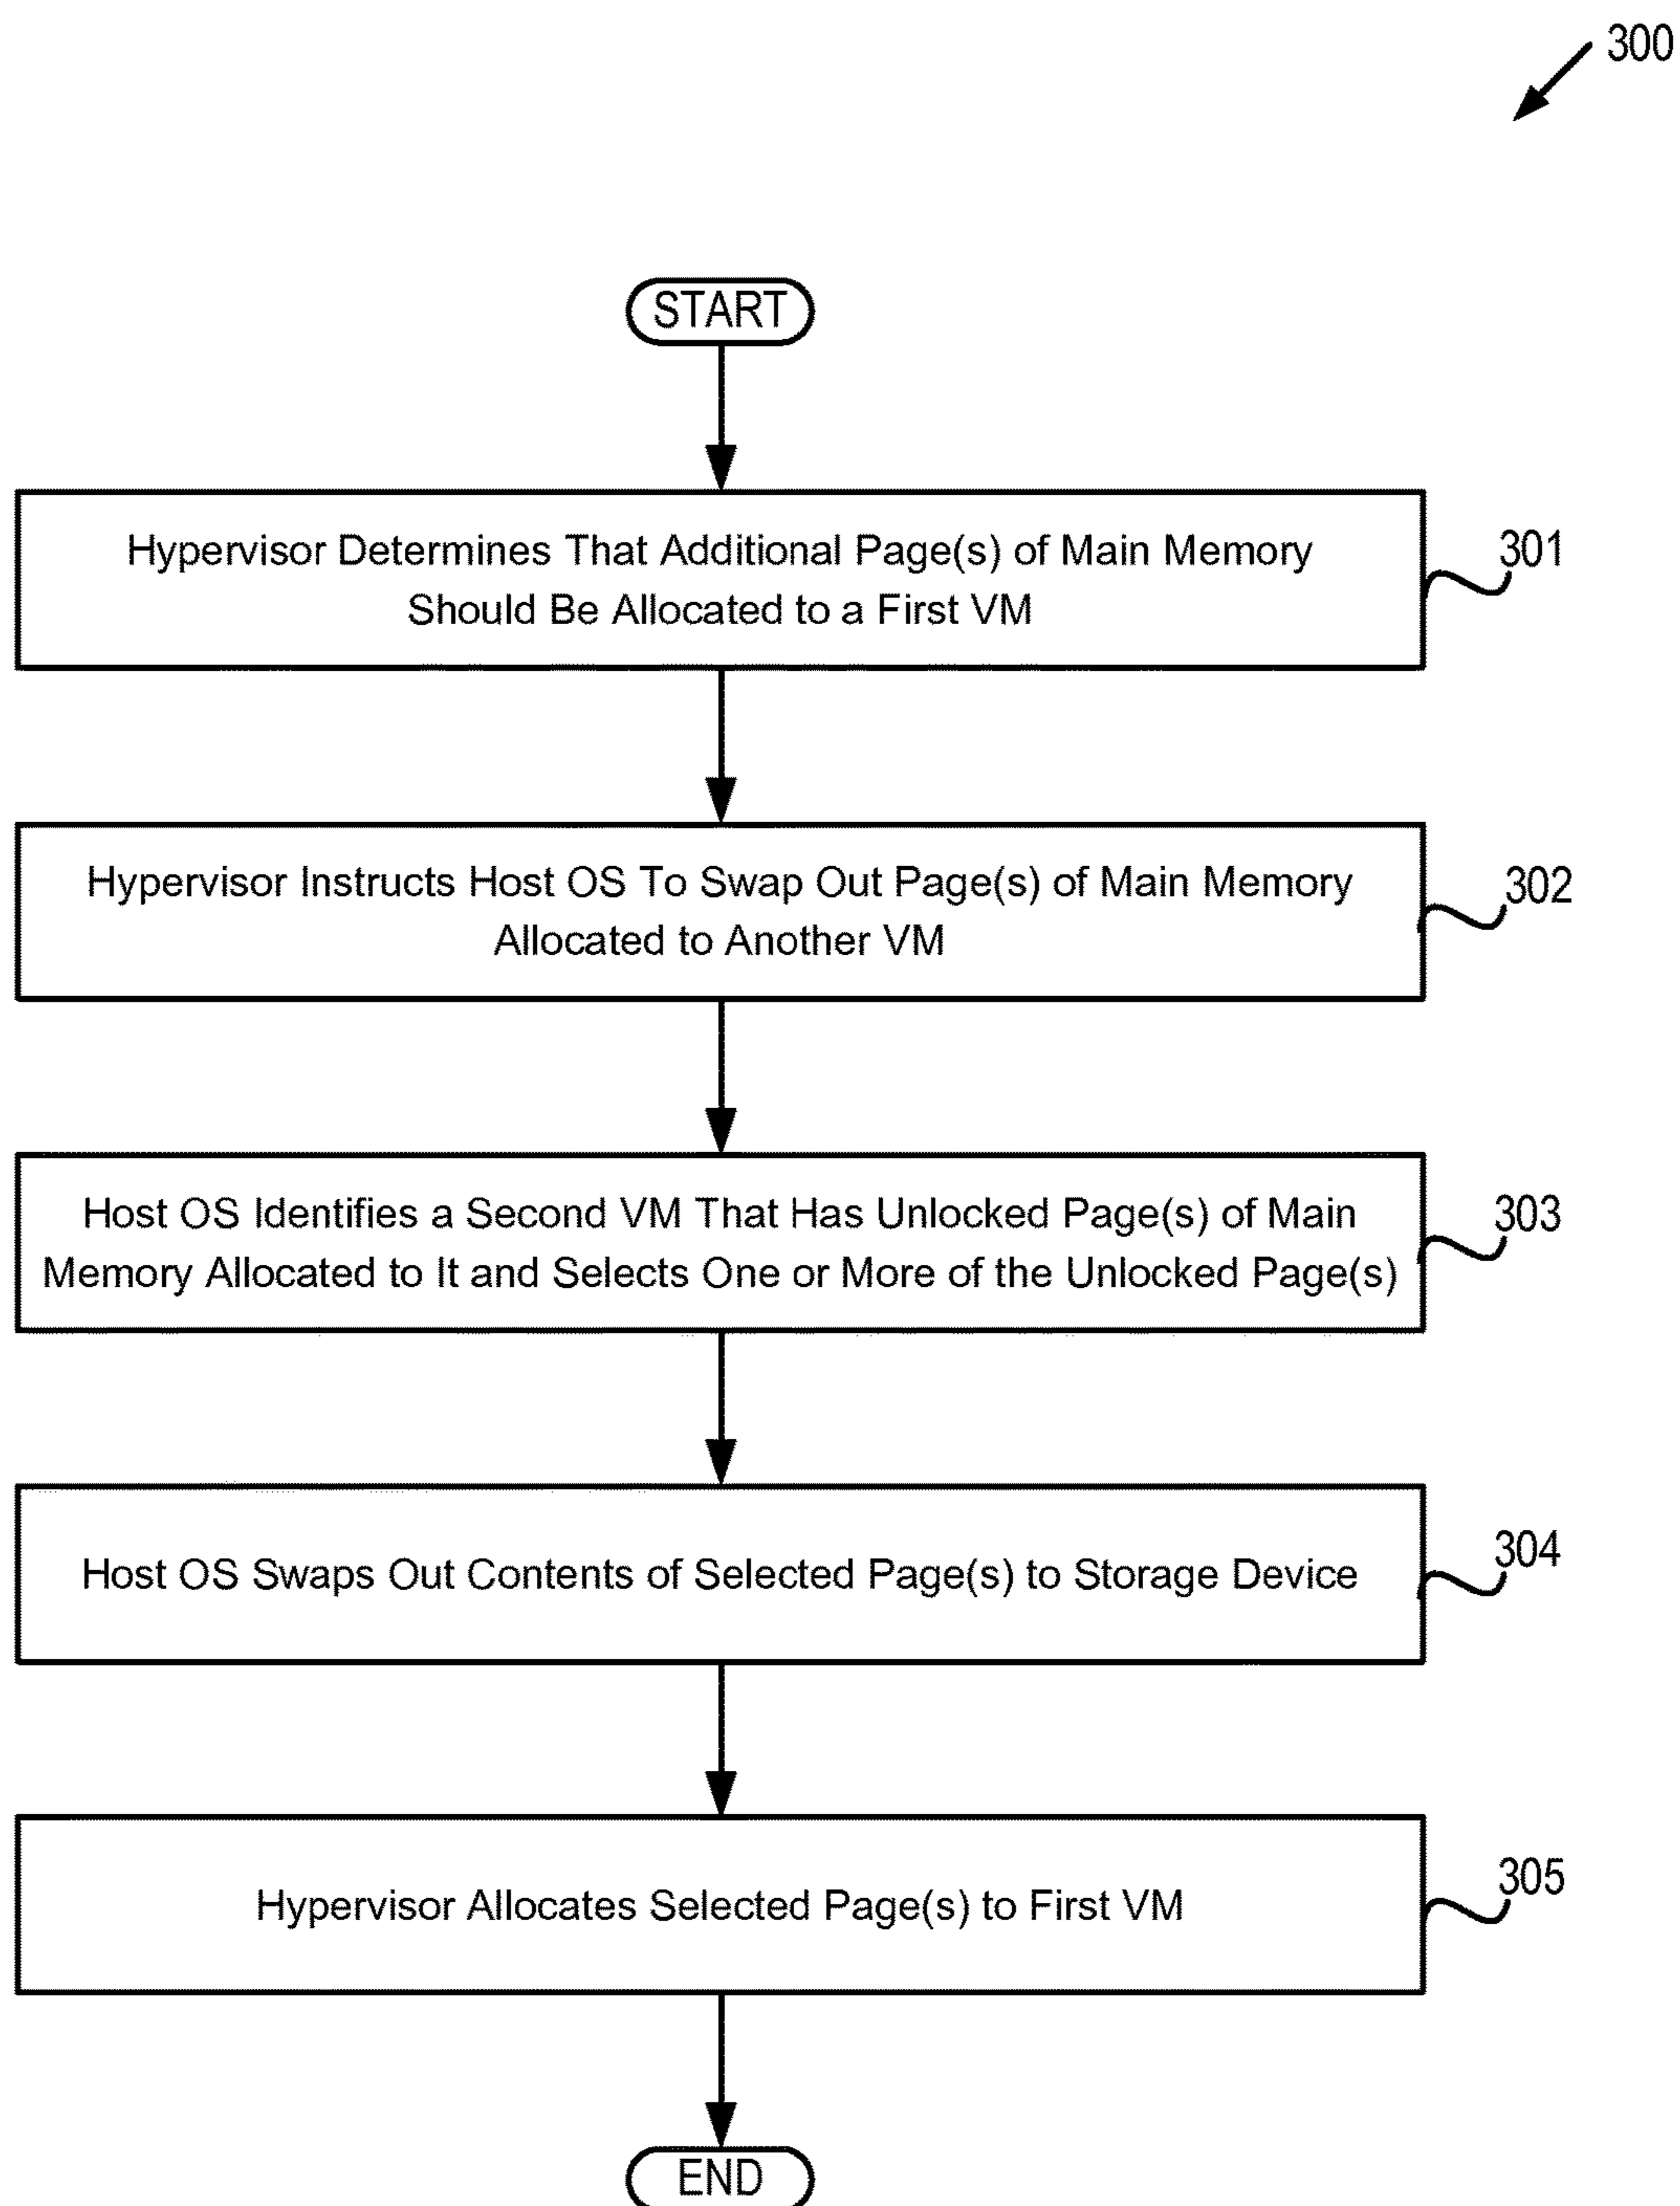 300
START
Hypervisor Determines That Additional Page(s) of Main Memory
Should Be Allocated to a First VM
301
Hypervisor Instructs Host OS To Swap Out Page(s) of Main Memory
Allocated to Another VM
302
Host OS Identifies a Second VM That Has Unlocked Page(s) of Main
Memory Allocated to It and Selects One or More of the Unlocked Page(s)
303
Host OS Swaps Out Contents of Selected Page(s) to Storage Device
304
Hypervisor Allocates Selected Page(s) to First VM
305
END